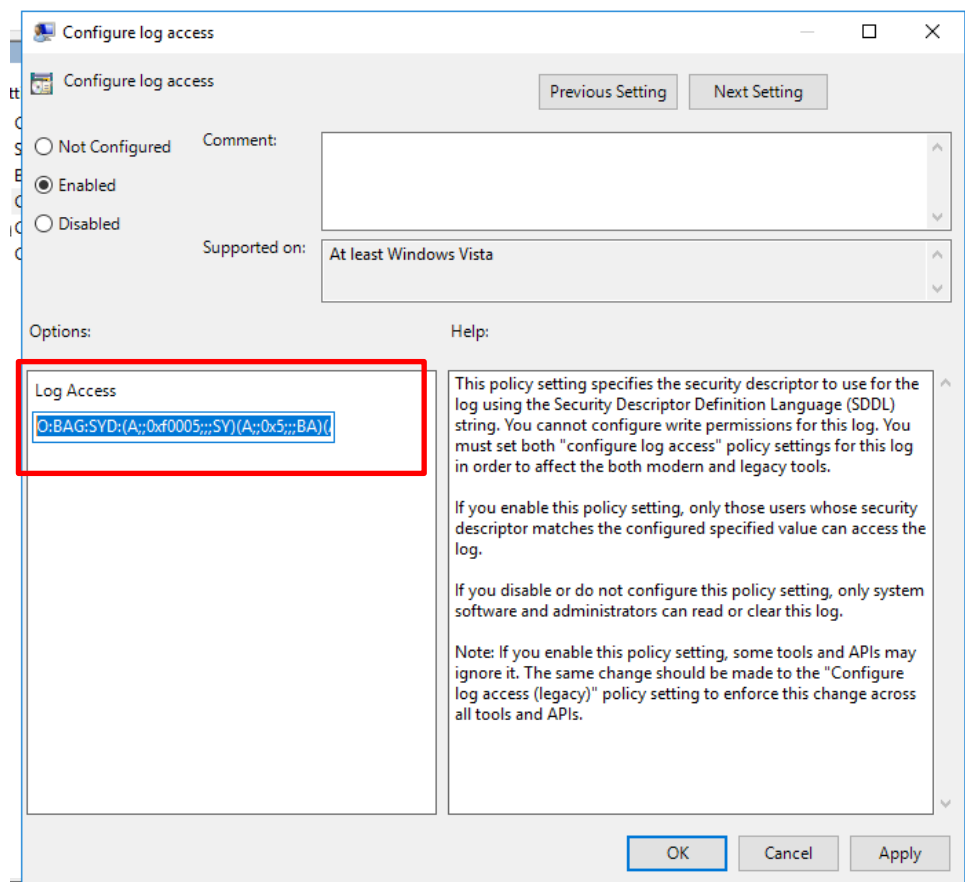 Configure log access
Configure log access
Previous Setting
Next Setting
Not Configured
Comment:
Enabled
Disabled
Supported on:
At least Windows Vista
Options:
Help:
Log Access
O:BAG:SYD:(A;;0xf0005;;;SY)(A;;0x5;;;BA)(
This policy setting specifies the security descriptor to use for the
log using the Security Descriptor Definition Language (SDDL)
string. You cannot configure write permissions for this log. You
must set both "configure log access" policy settings for this log
in order to affect the both modern and legacy tools.
If you enable this policy setting, only those users whose security
descriptor matches the configured specified value can access the
log.
If you disable or do not configure this policy setting, only system
software and administrators can read or clear this log.
Note: If you enable this policy setting, some tools and APIs may
ignore it. The same change should be made to the "Configure
log access (legacy)" policy setting to enforce this change across
all tools and APIs.
OK
Cancel
Apply